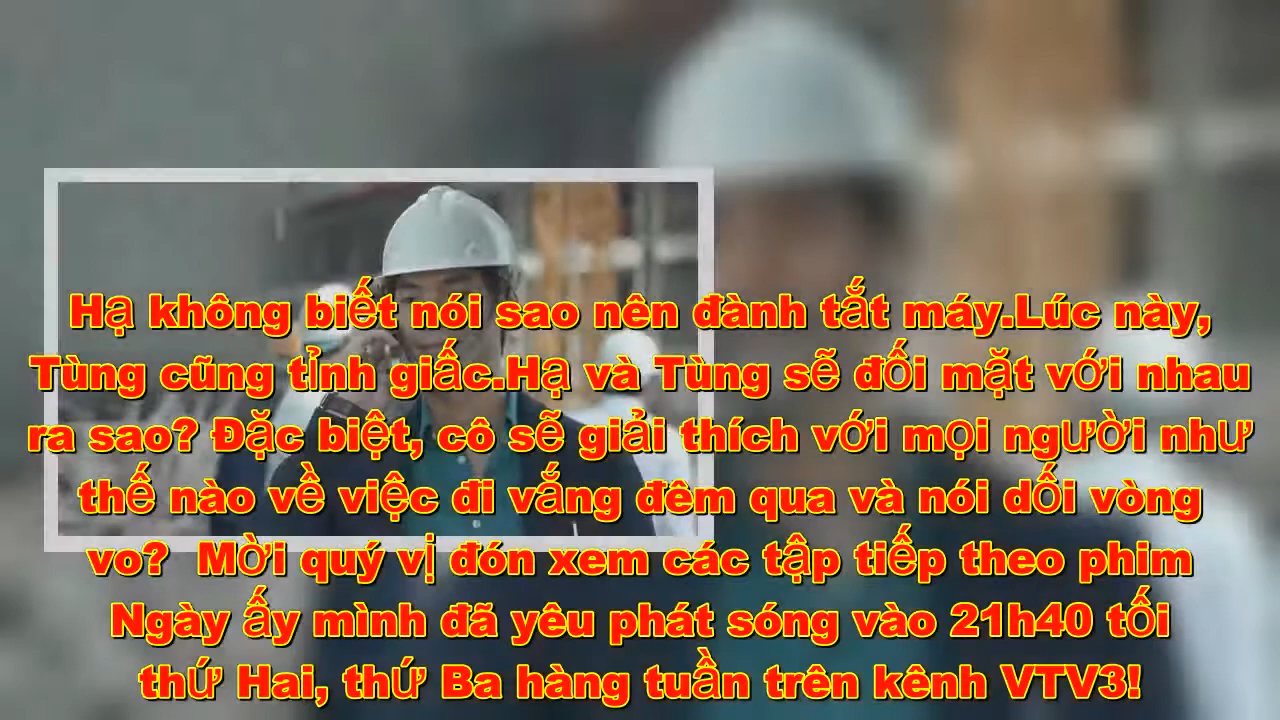 Hạ không biết nói sao nên đành tắt máy.Lúc này,
Tùng cũng tỉnh giấc.Hạ và Tùng sẽ đối mặt với nhau
ra sao? Đặc biệt, cô sẽ giải thích với mọi người như
thế nào về việc đi vắng đêm qua và nói dối vòng
vo?  Mời quý vị đón xem các tập tiếp theo phim
Ngày ấy mình đã yêu phát sóng vào 21h40 tối
thứ Hai, thứ Ba hàng tuần trên kênh VTV3!